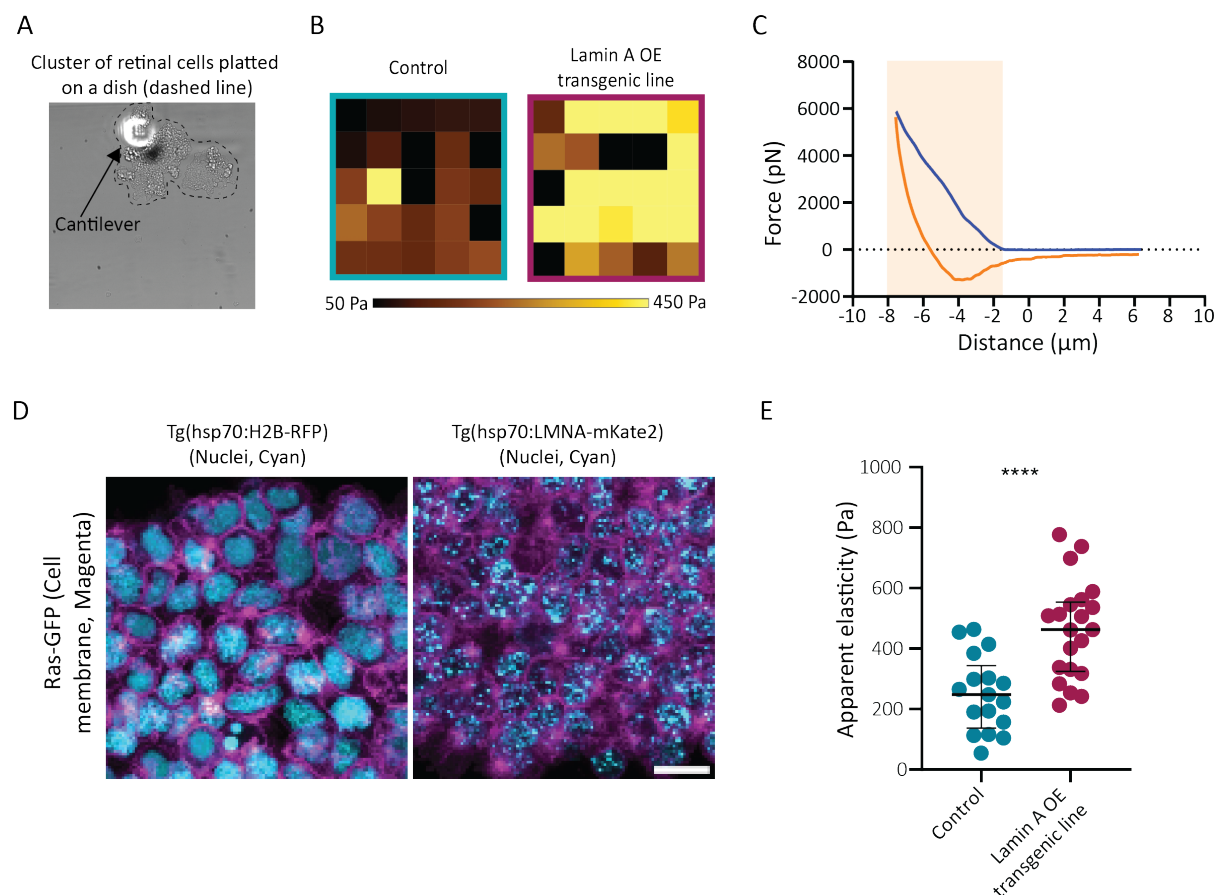 A
Cluster of retinal cells platted
on a dish (dashed line)
Cantilever
B
Control
Lamin A OE
transgenic line
50 Pa
450 Pa
C
8000
6000
4000
2000
0
-2000
Force (pN)
-10
-8
-6
-4
-2
0
2
4
6
8
10
Distance (µm)
D
Tg(hsp70:H2B-RFP)
(Nuclei, Cyan)
Tg(hsp70:LMNA-mKate2)
(Nuclei, Cyan)
Ras-GFP (Cell
membrane, Magenta)
E
****
1000
800
600
400
200
0
Apparent elasticity (Pa)
Control
Lamin A OE
transgenic line